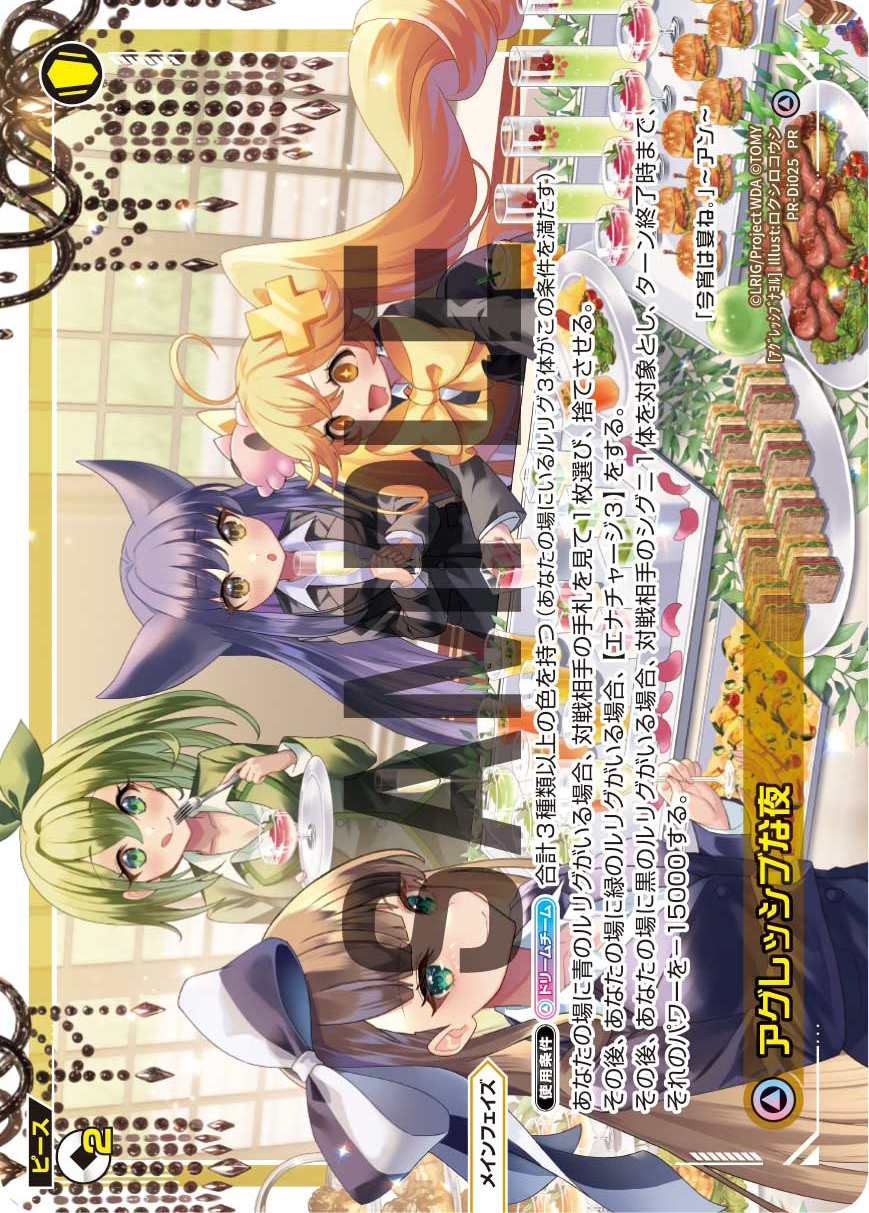 ピース
2
メインフェイズ
SAMPLE
使用条件 ドリームチーム 合計3種類以上の色を持つ(あなたの場にいるルリグ3体がこの条件を満たす)
あなたの場に青のルリグがいる場合、対戦相手の手札を見て1枚選び、捨てさせる。
その後、あなたの場に緑のルリグがいる場合、【エナチャージ3】をする。
その後、あなたの場に黒のルリグがいる場合、対戦相手のシグニ1体を対象とし、ターン終了時まで、
それのパワーを-15000する。
「今宵は宴ね。」~アン~
アグレッシブな夜
©LRIG/Project WDA ©TOMY
[アグレッシブナヨル] Illust:ロクシロコウシ
PR-Di025 PR